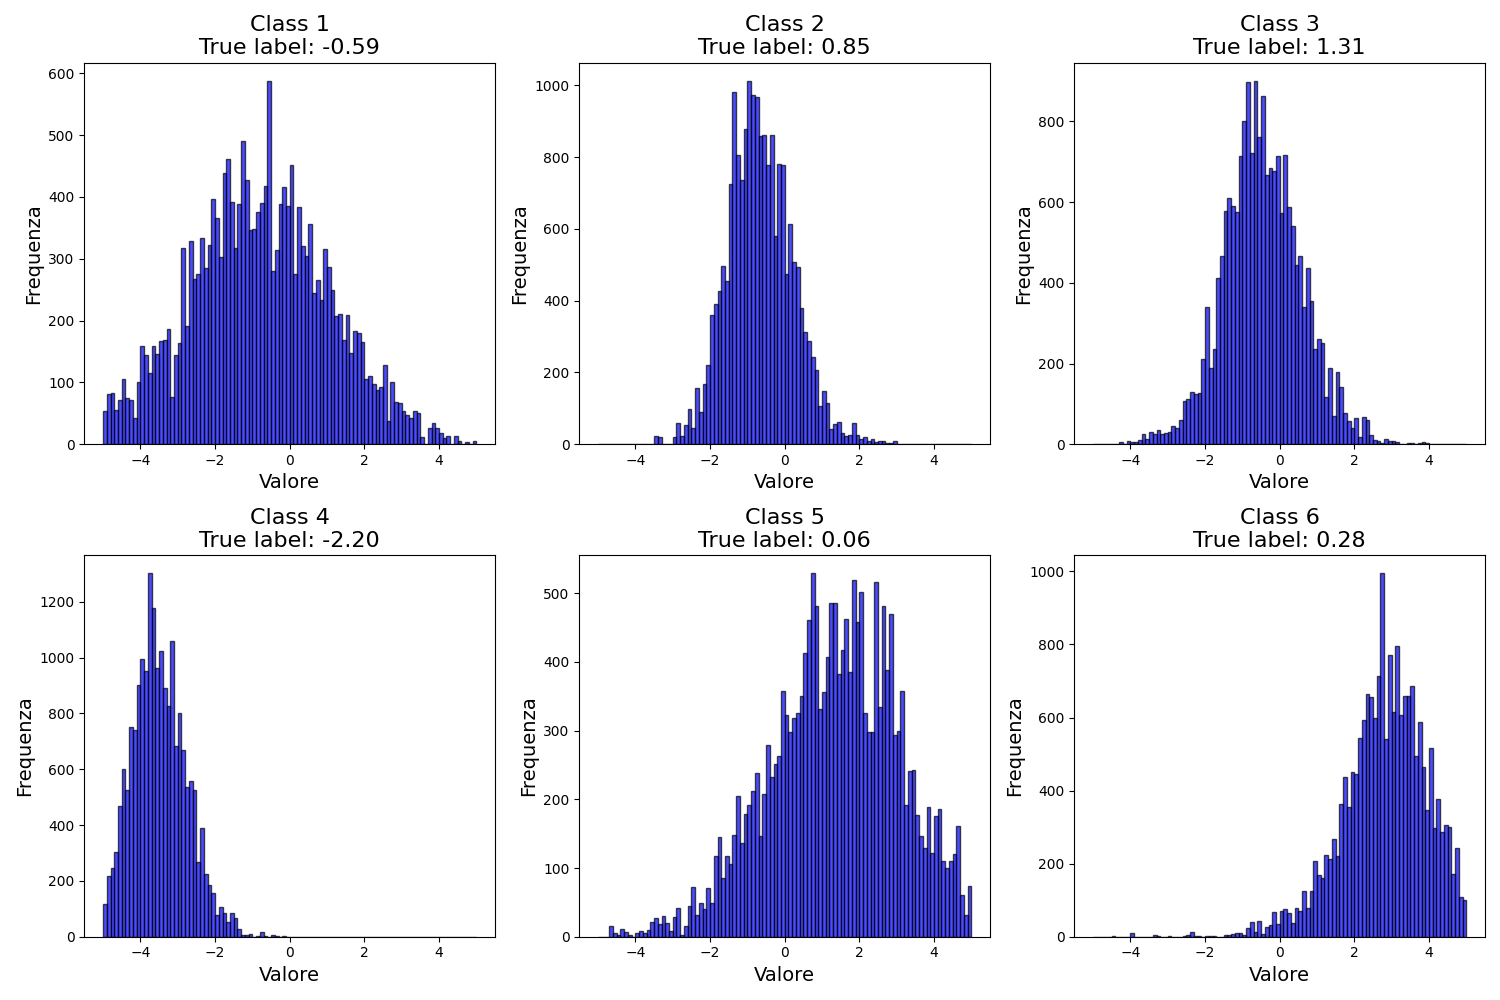 Class 1
True label: -0.59
Class 2
True label: 0.85
Class 3
True label: 1.31
600
500
400
300
200
100
0
Frequenza
−4
−2
0
2
4
Valore
1000
800
600
400
200
0
Frequenza
−4
−2
0
2
4
Valore
800
600
400
200
0
Frequenza
−4
−2
0
2
4
Valore
Class 4
True label: -2.20
Class 5
True label: 0.06
Class 6
True label: 0.28
1200
1000
800
600
400
200
0
Frequenza
−4
−2
0
2
4
Valore
500
400
300
200
100
0
Frequenza
−4
−2
0
2
4
Valore
1000
800
600
400
200
0
Frequenza
−4
−2
0
2
4
Valore